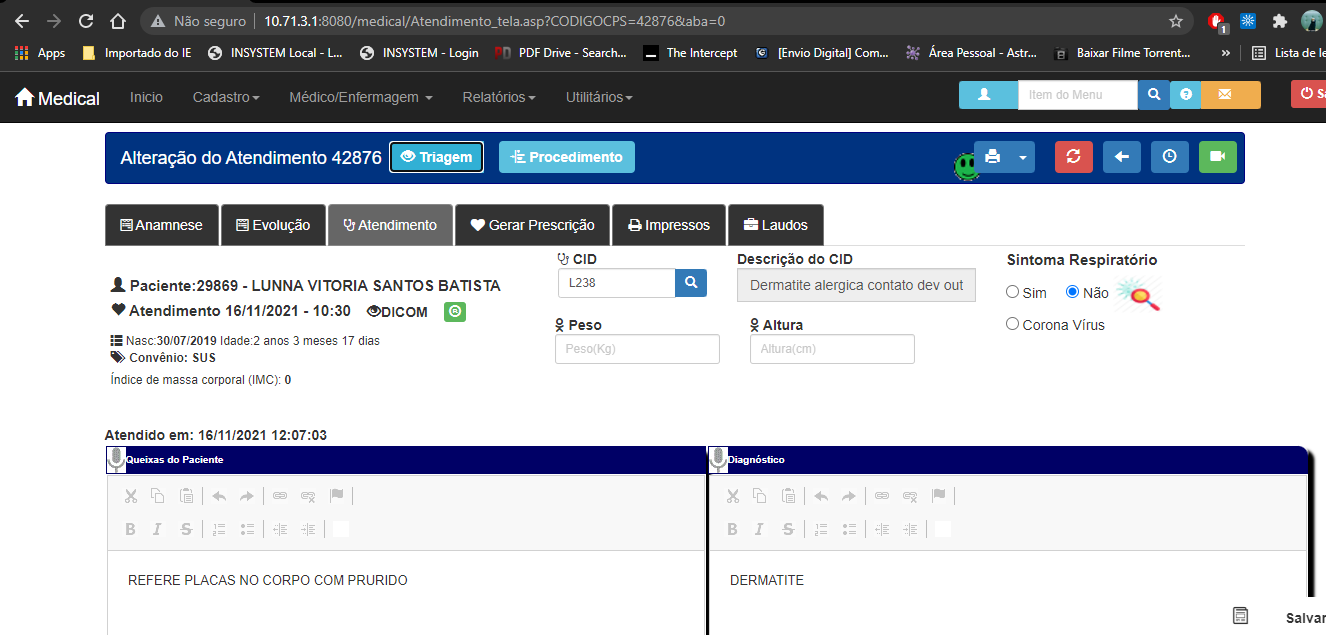 Não seguro | 10.71.3.1:8080/medical/Atendimento_tela.asp?CODIGOCPS=42876&aba=0
1
Apps Importado do IE INSYSTEM Local - L... INSYSTEM - Login PDF Drive - Search... The Intercept [Envio Digital] Com... Área Pessoal - Astr... Baixar Filme Torrent... » Lista de le
Medical Inicio Cadastro Médico/Enfermagem Relatórios Utilitários Item do Menu Sa
Alteração do Atendimento 42876 Triagem Procedimento
Anamnese Evolução Atendimento Gerar Prescrição Impressos Laudos
CID Descrição do CID Sintoma Respiratório
Paciente:29869 - LUNNA VITORIA SANTOS BATISTA L238 Dermatite alergica contato dev out Sim Não
Atendimento 16/11/2021 - 10:30 DICOM ®
Peso Altura Corona Vírus
Nasc:30/07/2019 Idade:2 anos 3 meses 17 dias Peso(Kg) Altura(cm)
Convênio: SUS
Índice de massa corporal (IMC): 0
Atendido em: 16/11/2021 12:07:03
Queixas do Paciente Diagnóstico
B I S B I S
REFERE PLACAS NO CORPO COM PRURIDO DERMATITE
Salvar